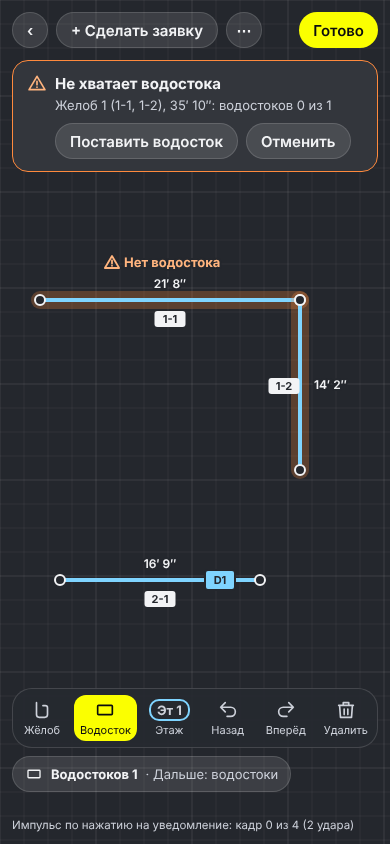 ‹
+ Сделать заявку
···
Готово
Не хватает водостока
Желоб 1 (1-1, 1-2), 35′ 10″: водостоков 0 из 1
Поставить водосток
Отменить
Нет водостока
21′ 8″
1-1
1-2
14′ 2″
16′ 9″
D1
2-1
Жёлоб
Водосток
Эт 1
Этаж
Назад
Вперёд
Удалить
Водостоков 1 · Дальше: водостоки
Импульс по нажатию на уведомление: кадр 0 из 4 (2 удара)